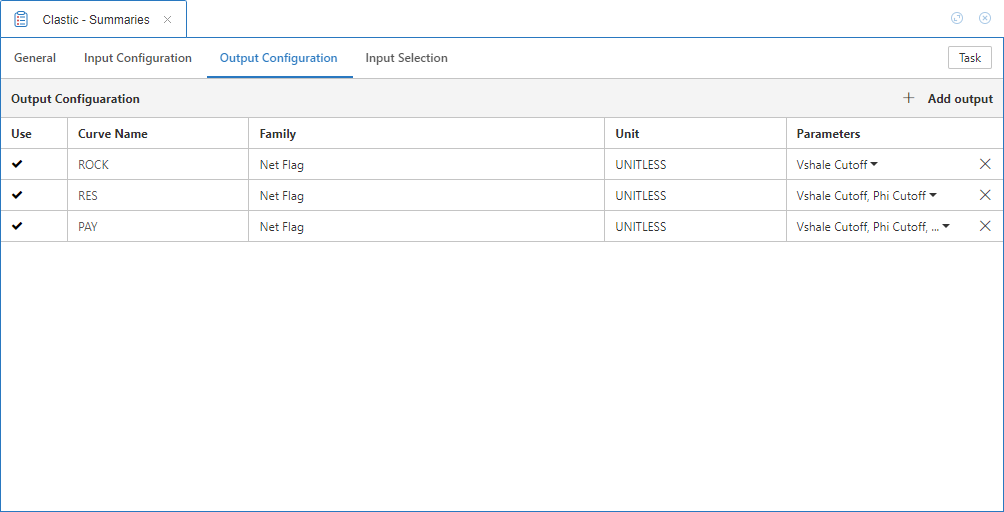 Clastic - Summaries
General Input Configuration Output Configuration Input Selection Task
Output Configuaration Add output
Use Curve Name Family Unit Parameters
ROCK Net Flag UNITLESS Vshale Cutoff
RES Net Flag UNITLESS Vshale Cutoff, Phi Cutoff
PAY Net Flag UNITLESS Vshale Cutoff, Phi Cutoff, ...